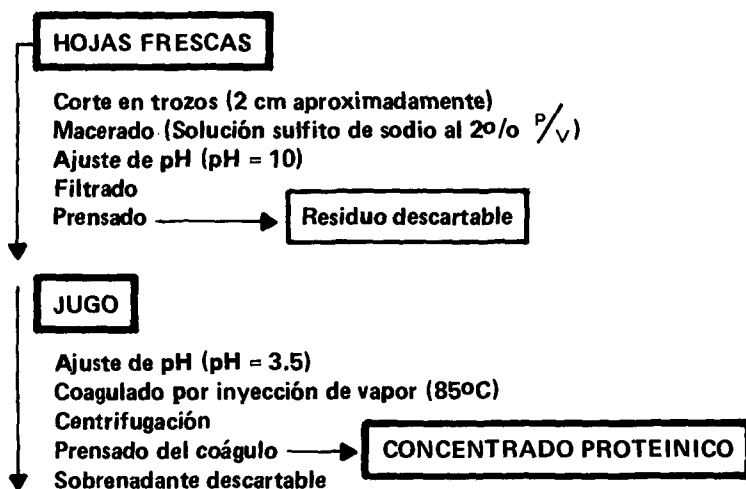 HOJAS FRESCAS
Corte en trozos (2 cm aproximadamente)
Macerado (Solución sulfito de sodio al 2o/o P/V)
Ajuste de pH (pH = 10)
Filtrado
Prensado Residuo descartable
JUGO
Ajuste de pH (pH = 3.5)
Coagulado por inyección de vapor (85ºC)
Centrifugación
Prensado del coágulo CONCENTRADO PROTEINICO
Sobrenadante descartable